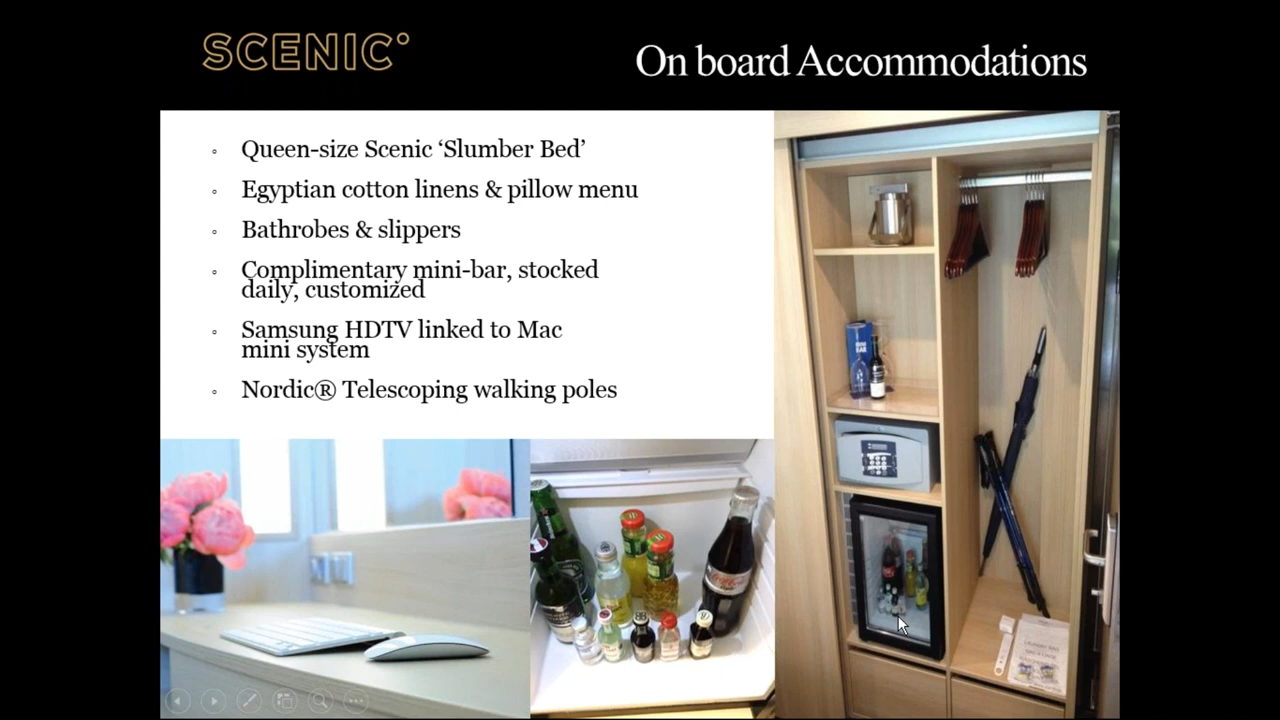 SCENIC°
On board Accommodations
Queen-size Scenic ‘Slumber Bed’
Egyptian cotton linens & pillow menu
Bathrobes & slippers
Complimentary mini-bar, stocked
daily, customized
Samsung HDTV linked to Mac
mini system
Nordic® Telescoping walking poles